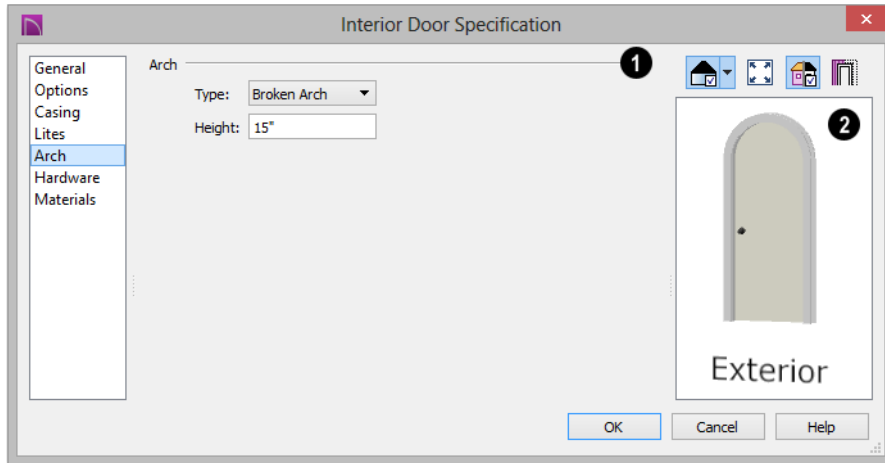 Interior Door Specification
×
General
Options
Casing
Lites
Arch
Hardware
Materials
Arch
1
Type: Broken Arch
Height: 15"
2
Exterior
OK Cancel Help